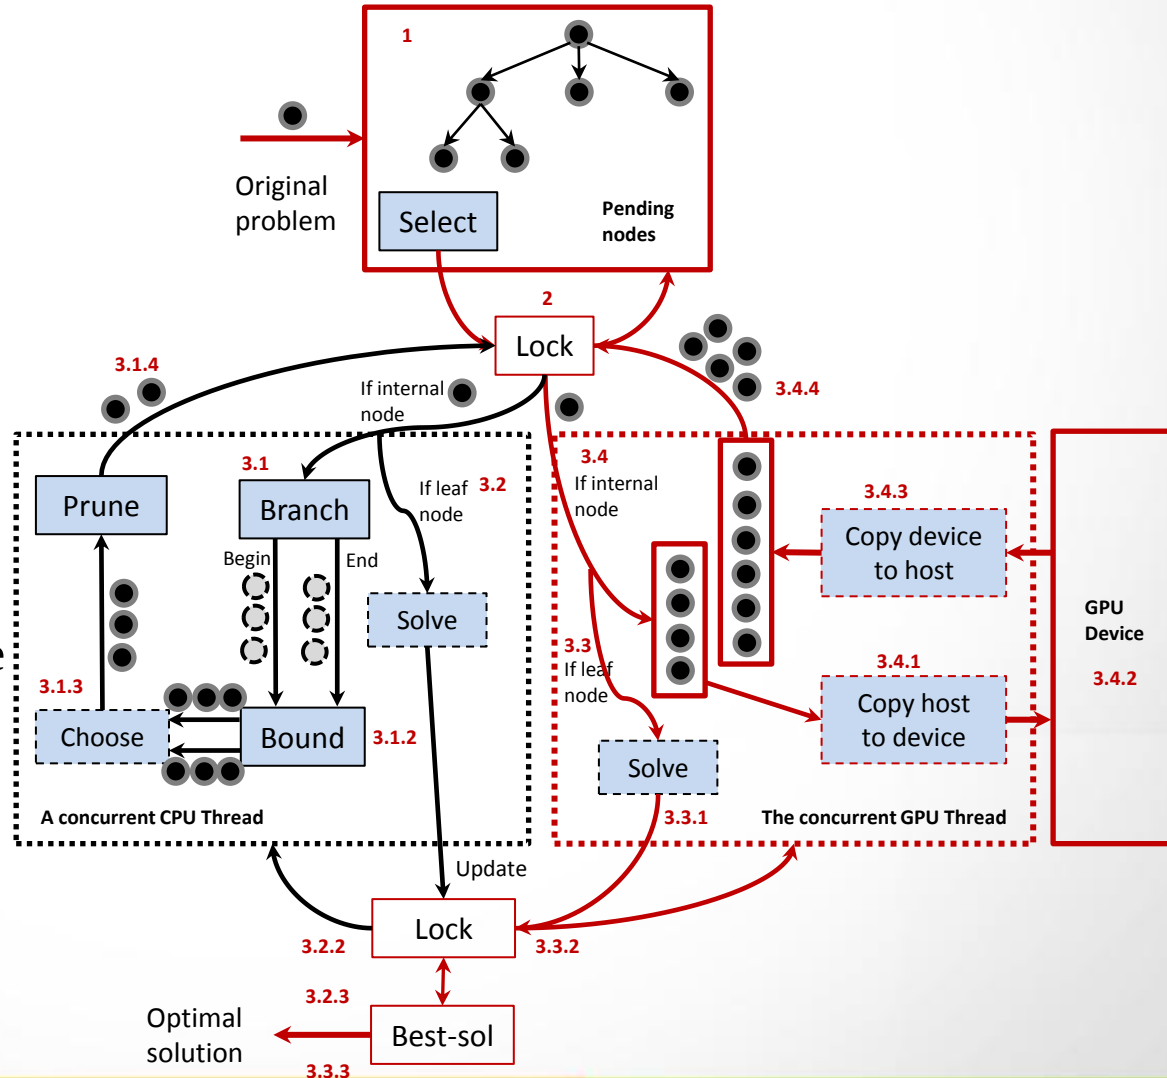 1
Original
problem
Select
Pending
nodes
2
Lock
3.1.4
If internal
node
3.4.4
3.1
3.2
If leaf
node
3.4
If internal
node
3.4.3
Prune
Branch
Copy device
to host
Begin
End
Solve
GPU
Device
3.4.2
3.3
If leaf
node
3.4.1
Copy host
to device
3.1.3
Choose
Bound
3.1.2
Solve
3.3.1
A concurrent CPU Thread
The concurrent GPU Thread
Update
Lock
3.2.2
3.3.2
3.2.3
Optimal
solution
Best-sol
3.3.3